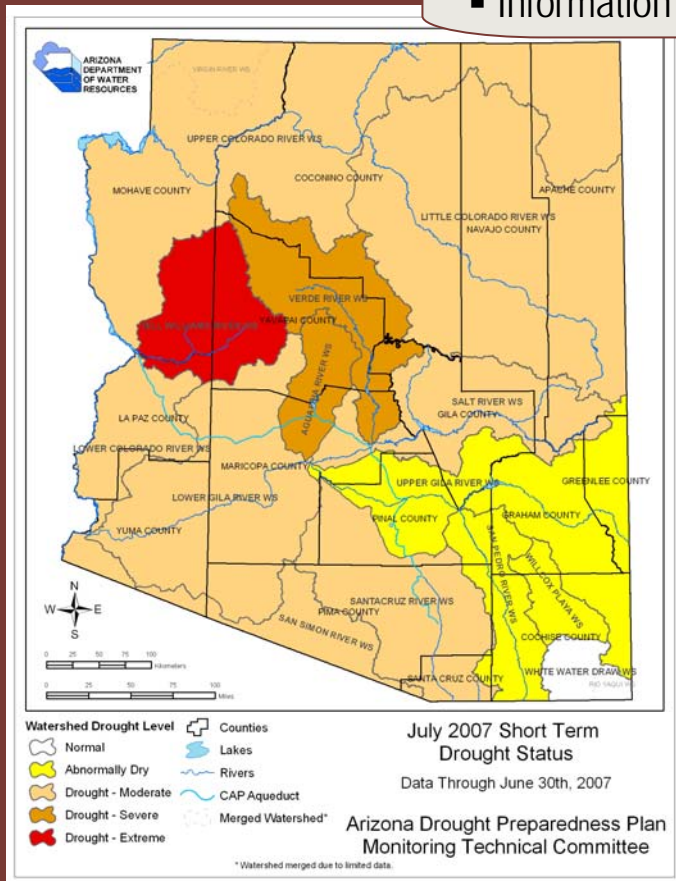 ▪ Information
ARIZONA
DEPARTMENT
OF WATER
RESOURCES
VIRGIN RIVER WS
UPPER COLORADO RIVER WS
COCONINO COUNTY
MOHAVE COUNTY
APACHE COUNTY
LITTLE COLORADO RIVER WS
NAVAJO COUNTY
VERDE RIVER WS
YAVAPAI COUNTY
BILL WILLIAMS RIVER WS
AGUA FRIA RIVER WS
LA PAZ COUNTY
SALT RIVER WS
GILA COUNTY
LOWER COLORADO RIVER WS
MARICOPA COUNTY
UPPER GILA RIVER WS
GREENLEE COUNTY
LOWER GILA RIVER WS
YUMA COUNTY
PINAL COUNTY
GRAHAM COUNTY
SAN PEDRO RIVER WS
WILLCOX PLAYA WS
SANTACRUZ RIVER WS
PIMA COUNTY
SAN SIMON RIVER WS
COCHISE COUNTY
SANTA CRUZ COUNTY
WHITE WATER DRAW WS
RIO YAQUI WS
N
W E
S
0 25 50 75 100
Kilometers
0 25 50 75 100
Miles
Watershed Drought Level
Normal
Abnormally Dry
Drought - Moderate
Drought - Severe
Drought - Extreme
Counties
Lakes
Rivers
CAP Aqueduct
Merged Watershed*
July 2007 Short Term
Drought Status
Data Through June 30th, 2007
Arizona Drought Preparedness Plan
Monitoring Technical Committee
* Watershed merged due to limited data.